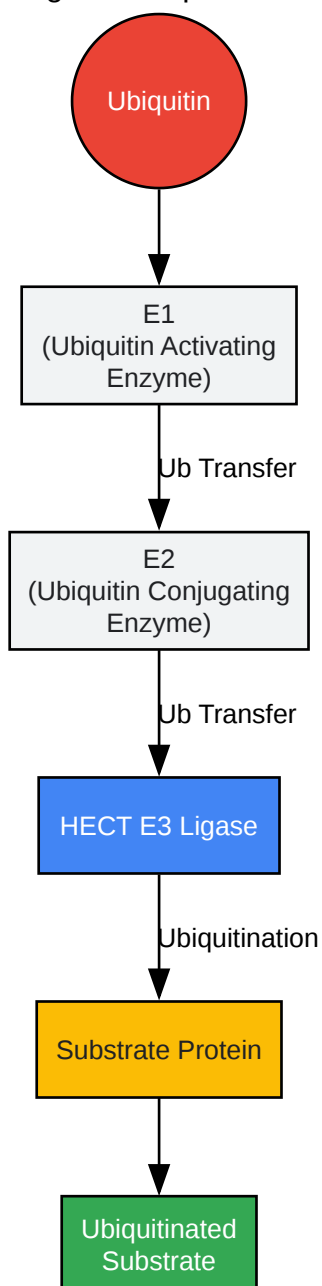 Ubiquitin
E1
(Ubiquitin Activating
Enzyme)
Ub Transfer
E2
(Ubiquitin Conjugating
Enzyme)
Ub Transfer
HECT E3 Ligase
Ubiquitination
Substrate Protein
Ubiquitinated
Substrate